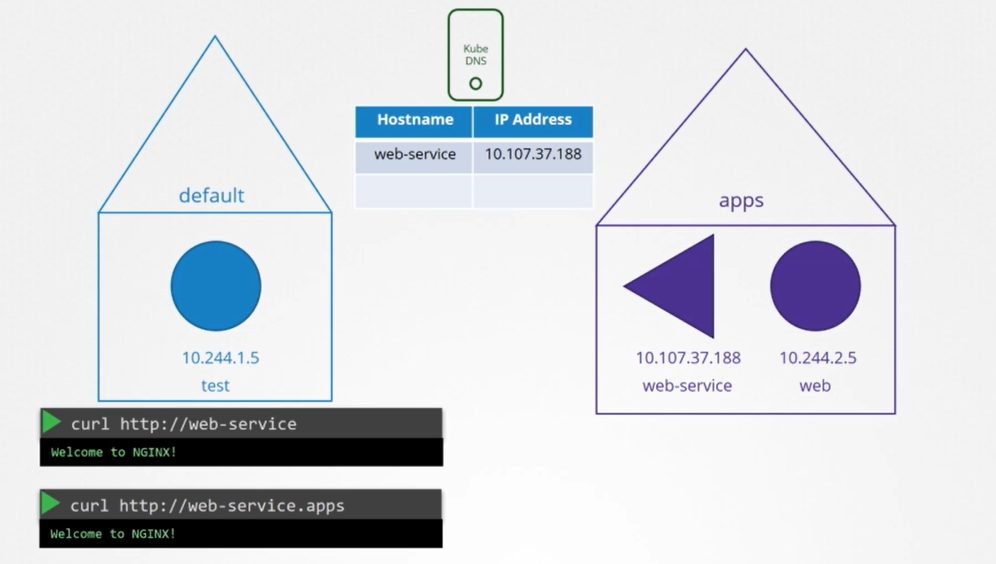 Kube
DNS
Hostname IP Address
web-service 10.107.37.188
default
10.244.1.5
test
apps
10.107.37.188 10.244.2.5
web-service web
curl http://web-service
Welcome to NGINX!
curl http://web-service.apps
Welcome to NGINX!